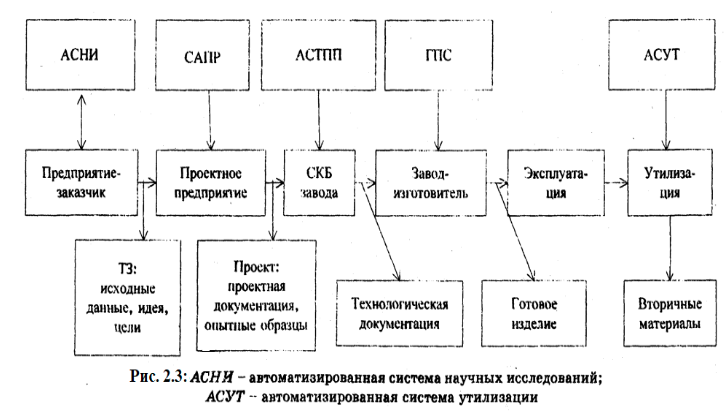 АСНИ
САПР
АСТПП
ГПС
АСУТ
Предприятие-
заказчик
Проектное
предприятие
СКБ
завода
Завод-
изготовитель
Эксплуата-
ция
Утилиза-
ция
ТЗ:
исходные
данные, идея,
цели
Проект:
проектная
документация,
опытные образцы
Технологическая
документация
Готовое
изделие
Вторичные
материалы
Рис. 2.3: АСНИ – автоматизированная система научных исследований;
АСУТ – автоматизированная система утилизации